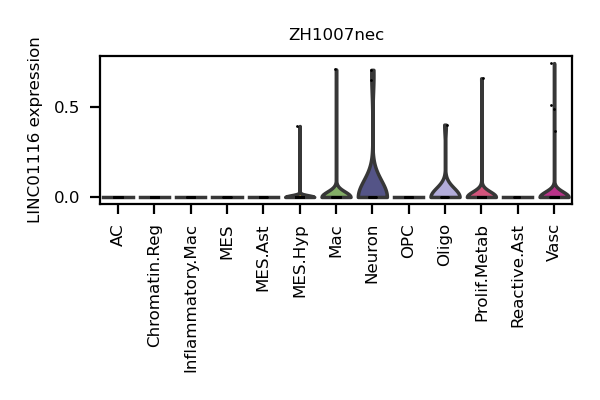 ZH1007nec
LINC01116 expression
0.5
0.0
AC
Chromatin.Reg
Inflammatory.Mac
MES
MES.Ast
MES.Hyp
Mac
Neuron
OPC
Oligo
Prolif.Metab
Reactive.Ast
Vasc